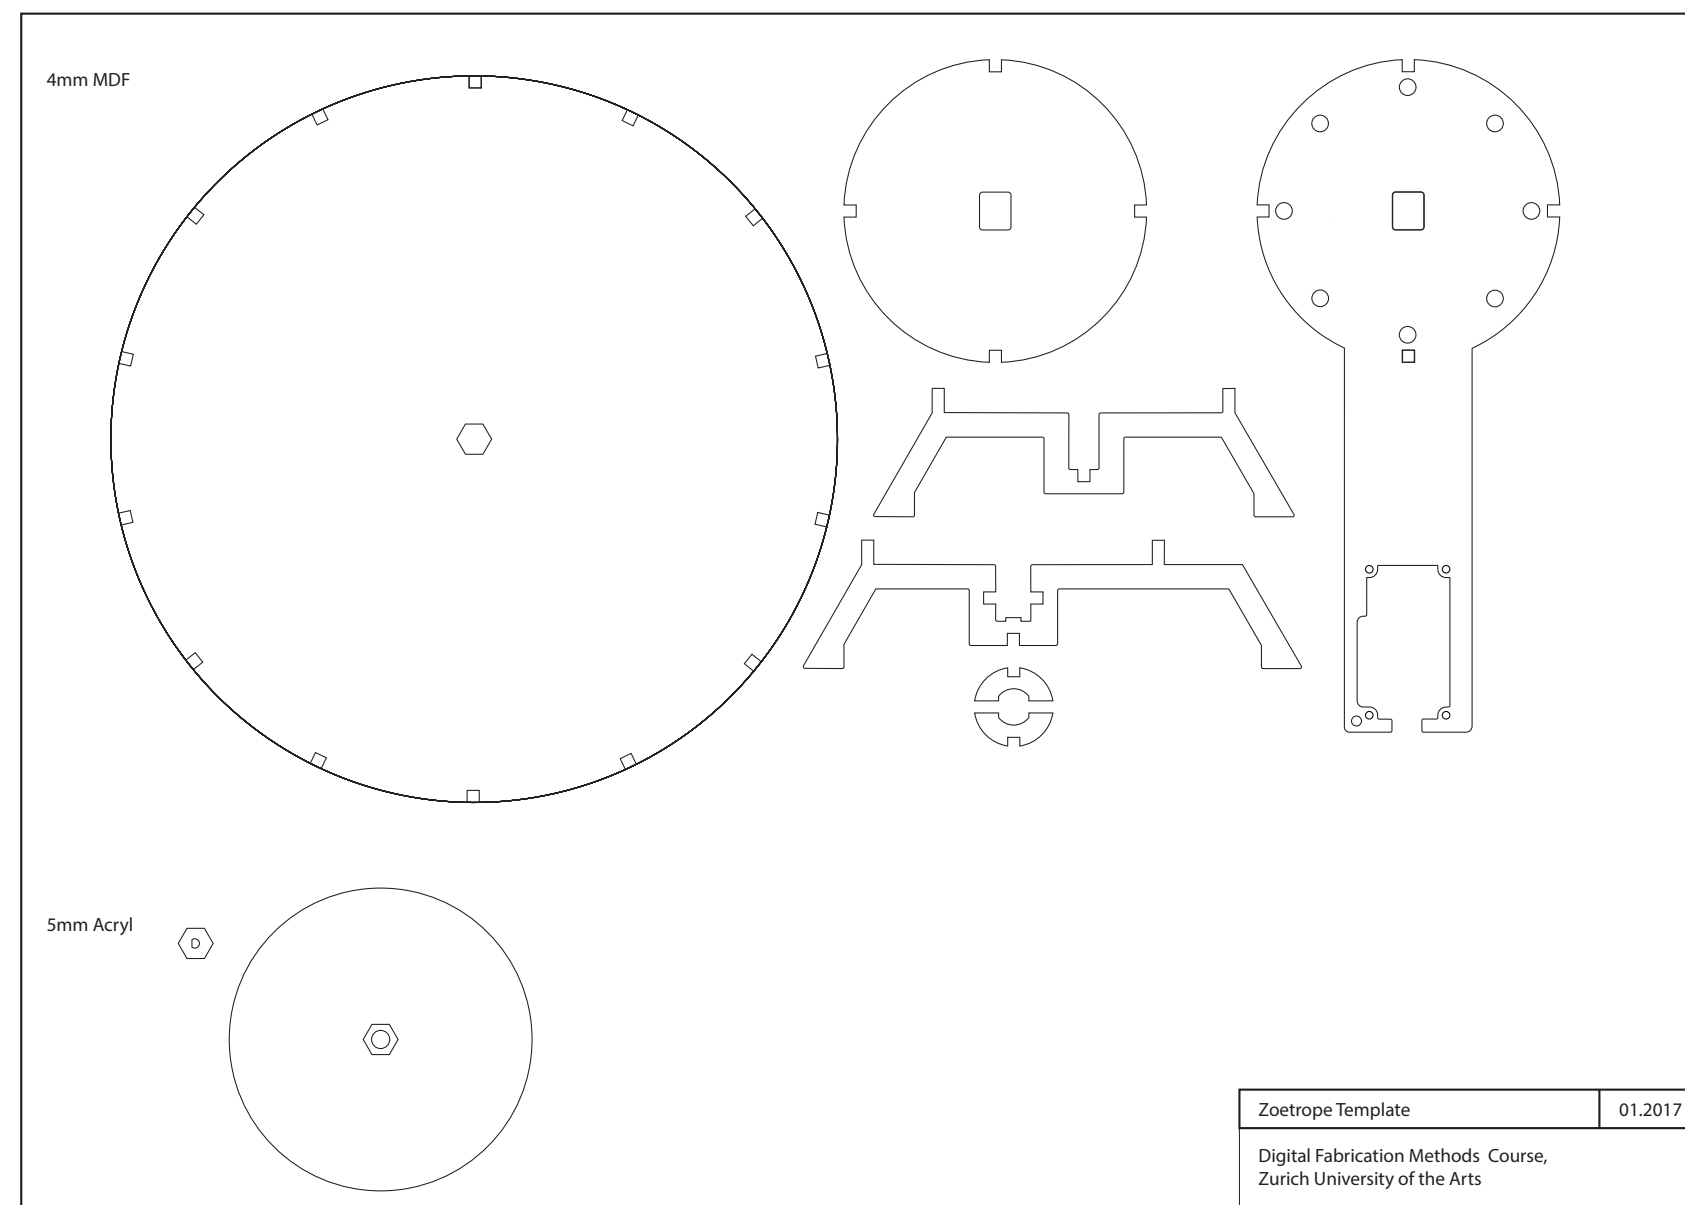 4mm MDF
5mm Acryl
D
Zoetrope Template
01.2017
Digital Fabrication Methods  Course,
Zurich University of the Arts